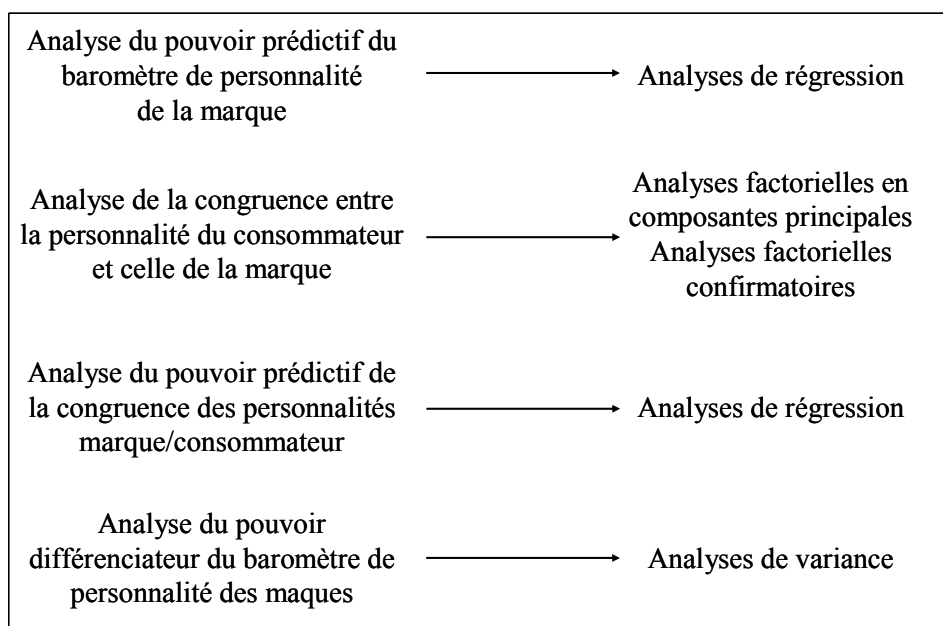 Analyse du pouvoir prédictif du
baromètre de personnalité
de la marque
Analyses de régression
Analyse de la congruence entre
la personnalité du consommateur
et celle de la marque
Analyses factorielles en
composantes principales
Analyses factorielles
confirmatoires
Analyse du pouvoir prédictif de
la congruence des personnalités
marque/consommateur
Analyses de régression
Analyse du pouvoir
différenciateur du baromètre de
personnalité des maques
Analyses de variance